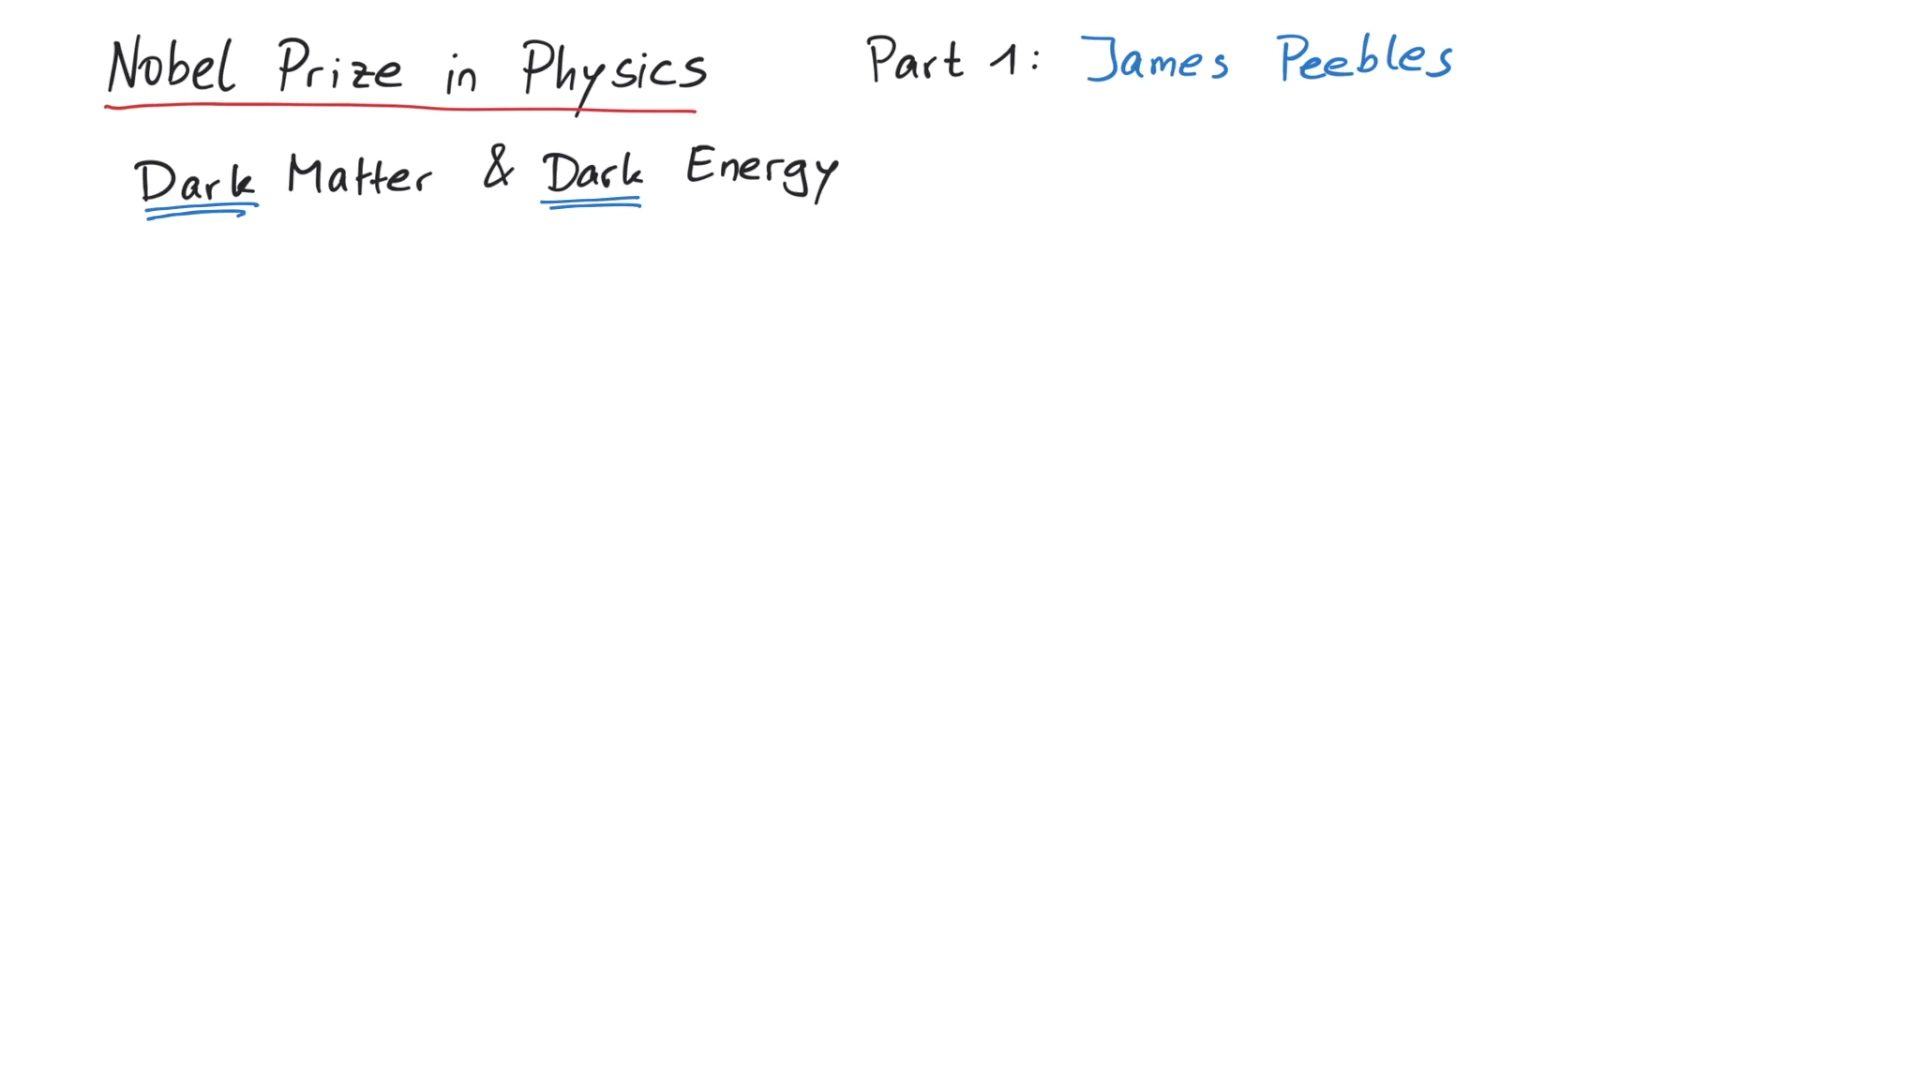 Nobel Prize in Physics Part 1: James Peebles
Dark Matter & Dark Energy